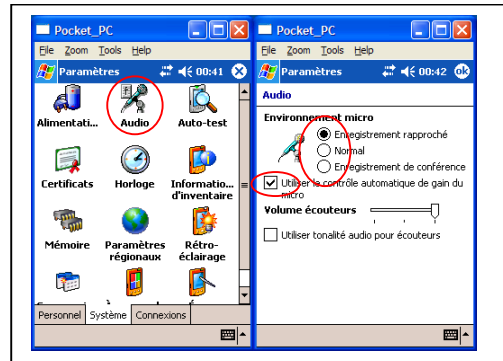 Pocket_PC
File Zoom Tools Help
Paramètres 00:41
Alimentati... Audio Auto-test
Certificats Horloge Informatio...
d'inventaire
Mémoire Paramètres Rétro-
régionaux éclairage
Personnel Système Connexions
Pocket_PC
File Zoom Tools Help
Paramètres 00:42 ok
Audio
Environnement micro
Enregistrement rapproché
Normal
Enregistrement de conférence
Utiliser le contrôle automatique de gain du
micro
Volume écouteurs
Utiliser tonalité audio pour écouteurs